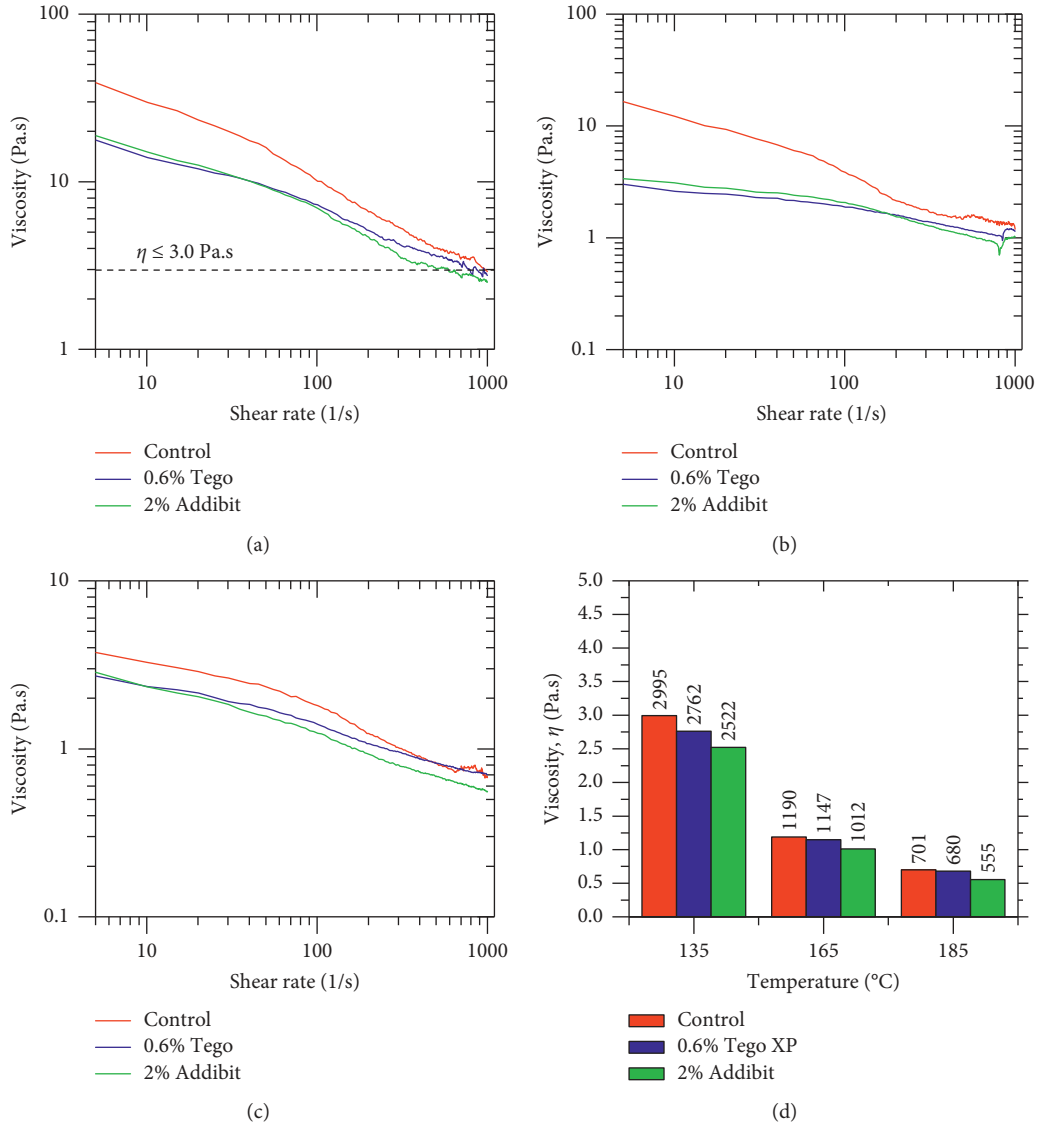 100
10
1
Viscosity (Pa.s)
η ≤ 3.0 Pa.s
10 100 1000
Shear rate (1/s)
Control
0.6% Tego
2% Addibit
(a)
100
10
1
0.1
Viscosity (Pa.s)
10 100 1000
Shear rate (1/s)
Control
0.6% Tego
2% Addibit
(b)
10
1
0.1
Viscosity (Pa.s)
10 100 1000
Shear rate (1/s)
Control
0.6% Tego
2% Addibit
(c)
5.0
4.5
4.0
3.5
3.0
2.5
2.0
1.5
1.0
0.5
0.0
Viscosity, η (Pa.s)
2995 2762 2522
1190 1147 1012
701 680 555
135 165 185
Temperature (°C)
Control
0.6% Tego XP
2% Addibit
(d)